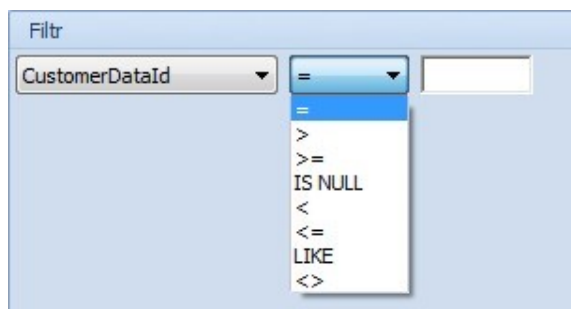 Filtr
CustomerDataId =
=
>
>=
IS NULL
<
<=
LIKE
<>